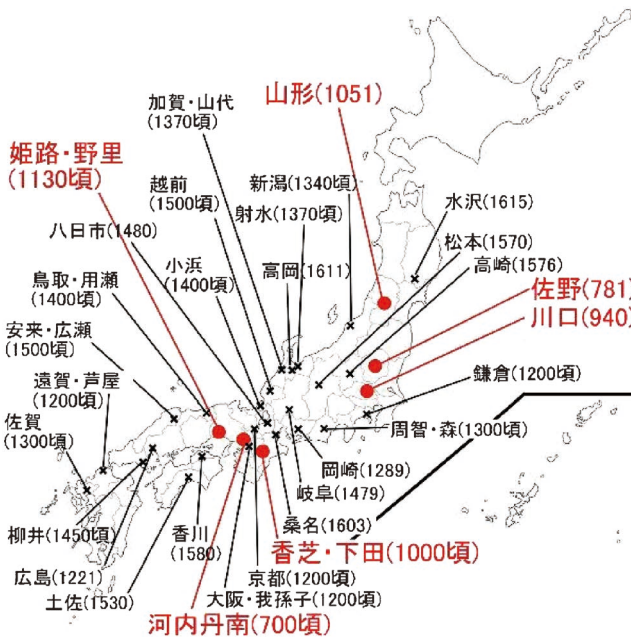 加賀・山代
(1370頃)
山形(1051)
姫路・野里
(1130頃)
越前
(1500頃)
新潟(1340頃)
射水(1370頃)
水沢(1615)
八日市(1480)
小浜
(1400頃)
高岡(1611)
松本(1570)
高崎(1576)
鳥取・用瀬
(1400頃)
佐野(781)
川口(940)
安来・広瀬
(1500頃)
遠賀・芦屋
(1200頃)
鎌倉(1200頃)
佐賀
(1300頃)
周智・森(1300頃)
岡崎(1289)
岐阜(1479)
桑名(1603)
柳井(1450頃)
香川
(1580)
香芝・下田(1000頃)
広島(1221)
京都(1200頃)
土佐(1530)
大阪・我孫子(1200頃)
河内丹南(700頃)